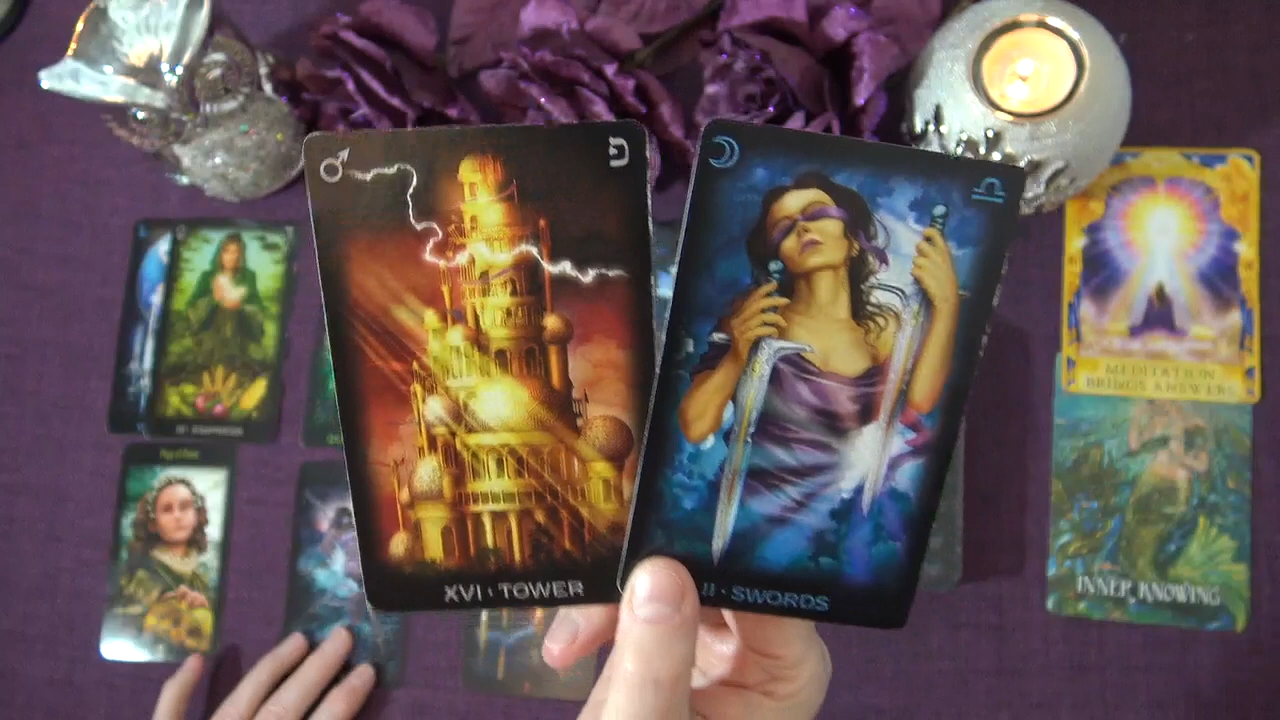 ש
XVI · TOWER
II · SWORDS
MEDITATION
BRINGS ANSWERS
INNER KNOWING